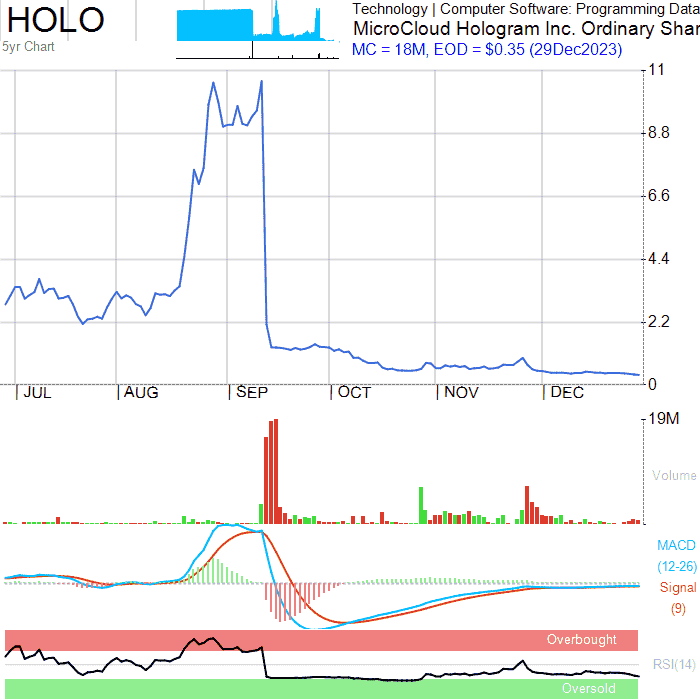 HOLO
5yr Chart
Technology | Computer Software: Programming Data
MicroCloud Hologram Inc. Ordinary Shar
MC = 18M, EOD = $0.35 (29Dec2023)
11
8.8
6.6
4.4
2.2
0
JUL AUG SEP OCT NOV DEC
19M
Volume
MACD
(12-26)
Signal
(9)
Overbought
RSI(14)
Oversold